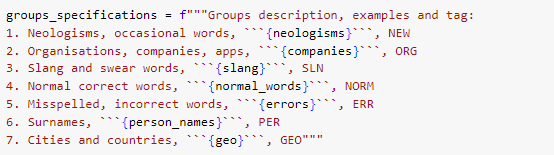 groups_specifications = f"""Groups description, examples and tag:
1. Neologisms, occasional words, ```{neologisms}```, NEW
2. Organisations, companies, apps, ```{companies}```, ORG
3. Slang and swear words, ```{slang}```, SLN
4. Normal correct words, ```{normal_words}```, NORM
5. Misspelled, incorrect words, ```{errors}```, ERR
6. Surnames, ```{person_names}```, PER
7. Cities and countries, ```{geo}```, GEO"""